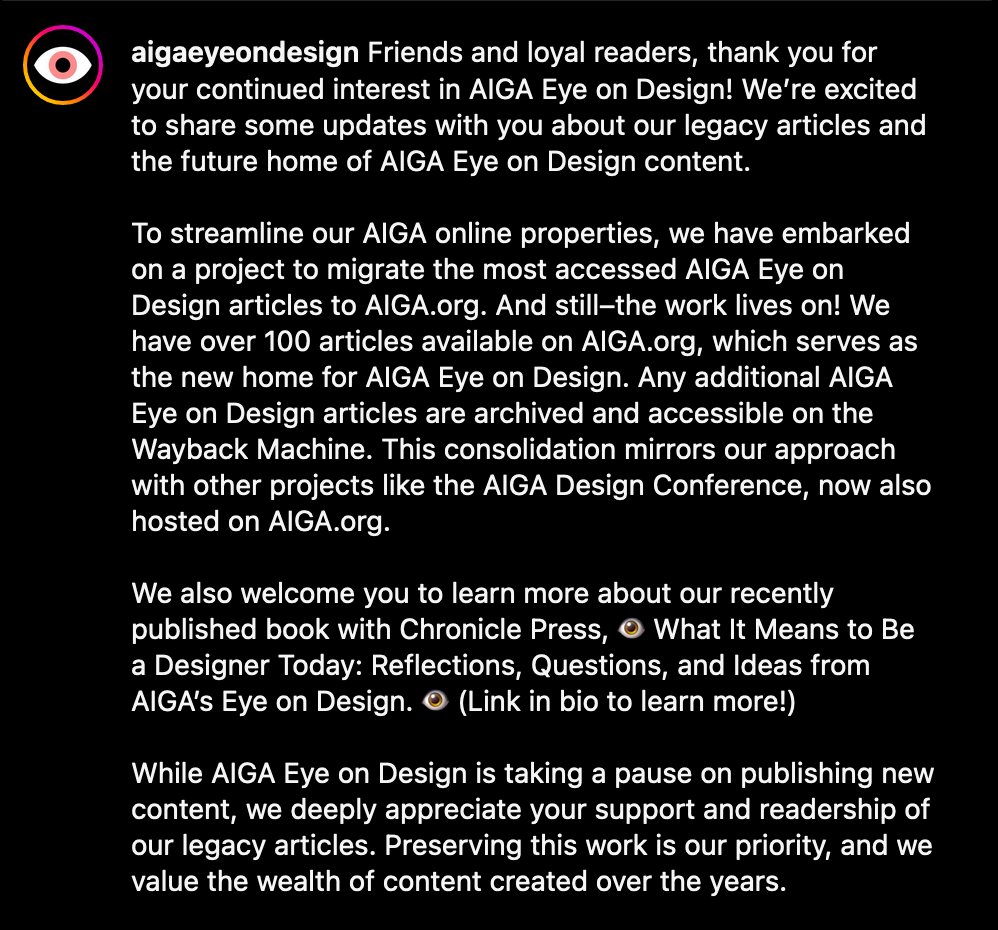 aigaeyeondesign Friends and loyal readers, thank you for
your continued interest in AIGA Eye on Design! We’re excited
to share some updates with you about our legacy articles and
the future home of AIGA Eye on Design content.
To streamline our AIGA online properties, we have embarked
on a project to migrate the most accessed AIGA Eye on
Design articles to AIGA.org. And still–the work lives on! We
have over 100 articles available on AIGA.org, which serves as
the new home for AIGA Eye on Design. Any additional AIGA
Eye on Design articles are archived and accessible on the
Wayback Machine. This consolidation mirrors our approach
with other projects like the AIGA Design Conference, now also
hosted on AIGA.org.
We also welcome you to learn more about our recently
published book with Chronicle Press, 👁️ What It Means to Be
a Designer Today: Reflections, Questions, and Ideas from
AIGA’s Eye on Design. 👁️ (Link in bio to learn more!)
While AIGA Eye on Design is taking a pause on publishing new
content, we deeply appreciate your support and readership of
our legacy articles. Preserving this work is our priority, and we
value the wealth of content created over the years.